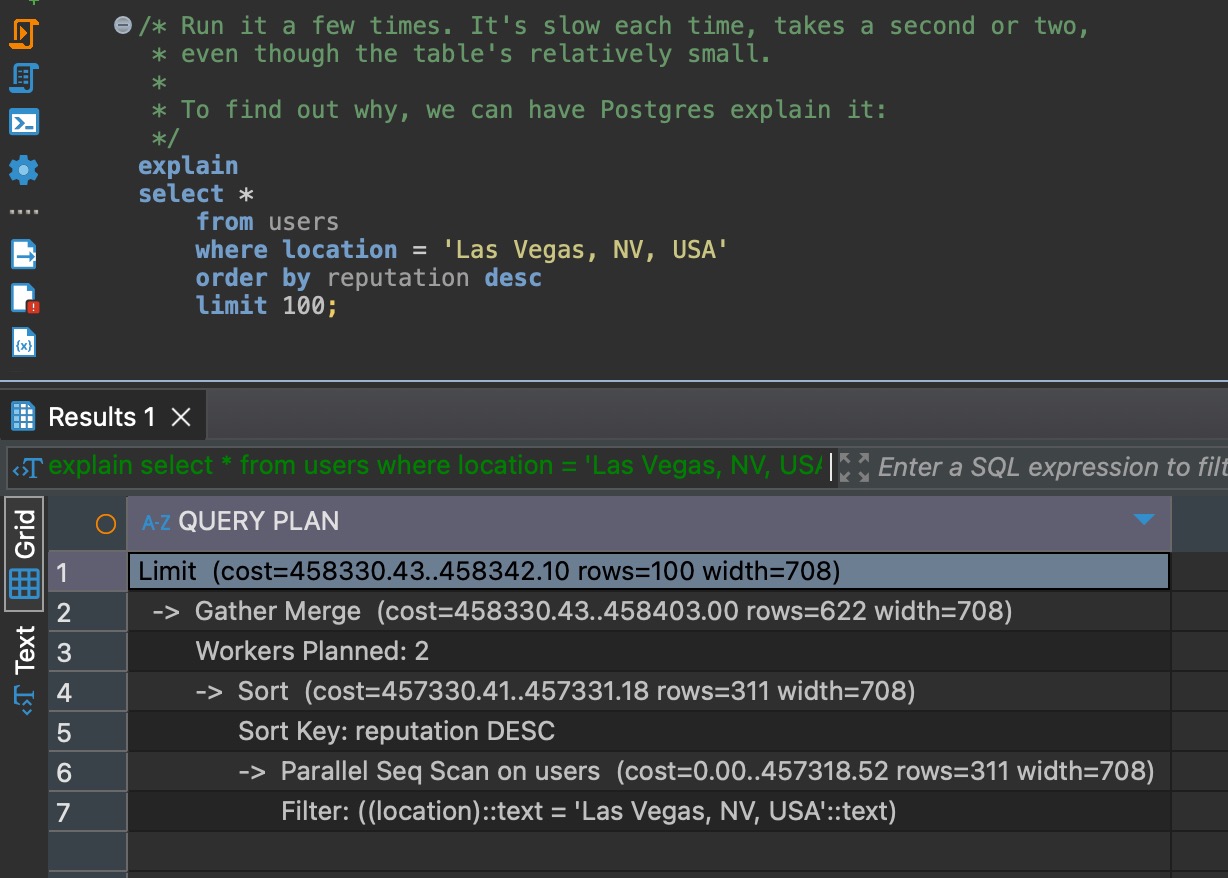 /* Run it a few times. It's slow each time, takes a second or two,
* even though the table's relatively small.
*
* To find out why, we can have Postgres explain it:
*/
explain
select *
from users
where location = 'Las Vegas, NV, USA'
order by reputation desc
limit 100;
Results 1
explain select * from users where location = 'Las Vegas, NV, USA
Enter a SQL expression to filt
Grid
Text
A-Z QUERY PLAN
1 Limit (cost=458330.43..458342.10 rows=100 width=708)
2 -> Gather Merge (cost=458330.43..458403.00 rows=622 width=708)
3 Workers Planned: 2
4 -> Sort (cost=457330.41..457331.18 rows=311 width=708)
5 Sort Key: reputation DESC
6 -> Parallel Seq Scan on users (cost=0.00..457318.52 rows=311 width=708)
7 Filter: ((location)::text = 'Las Vegas, NV, USA'::text)